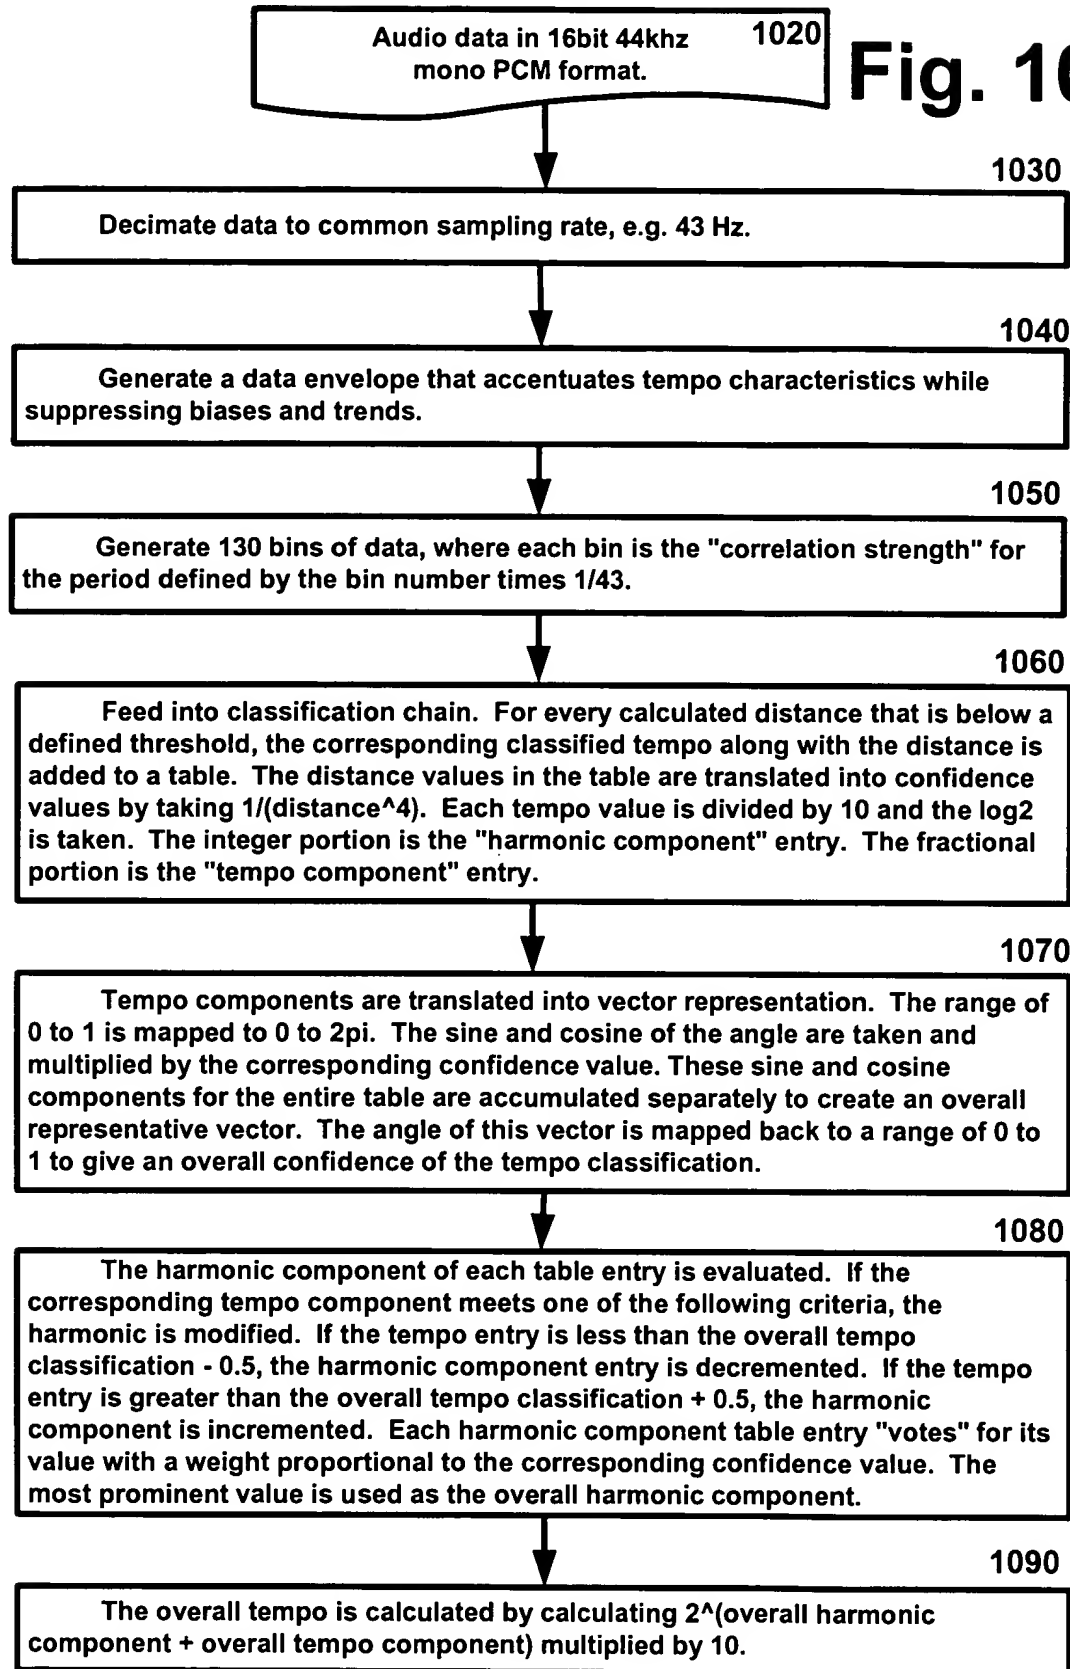 Audio data in 16bit 44khz 1020
mono PCM format.
Fig. 10
1030
Decimate data to common sampling rate, e.g. 43 Hz.
1040
Generate a data envelope that accentuates tempo characteristics while
suppressing biases and trends.
1050
Generate 130 bins of data, where each bin is the "correlation strength" for
the period defined by the bin number times 1/43.
1060
Feed into classification chain. For every calculated distance that is below a
defined threshold, the corresponding classified tempo along with the distance is
added to a table. The distance values in the table are translated into confidence
values by taking 1/(distance^4). Each tempo value is divided by 10 and the log2
is taken. The integer portion is the "harmonic component" entry. The fractional
portion is the "tempo component" entry.
1070
Tempo components are translated into vector representation. The range of
0 to 1 is mapped to 0 to 2pi. The sine and cosine of the angle are taken and
multiplied by the corresponding confidence value. These sine and cosine
components for the entire table are accumulated separately to create an overall
representative vector. The angle of this vector is mapped back to a range of 0 to
1 to give an overall confidence of the tempo classification.
1080
The harmonic component of each table entry is evaluated. If the
corresponding tempo component meets one of the following criteria, the
harmonic is modified. If the tempo entry is less than the overall tempo
classification - 0.5, the harmonic component entry is decremented. If the tempo
entry is greater than the overall tempo classification + 0.5, the harmonic
component is incremented. Each harmonic component table entry "votes" for its
value with a weight proportional to the corresponding confidence value. The
most prominent value is used as the overall harmonic component.
1090
The overall tempo is calculated by calculating 2^(overall harmonic
component + overall tempo component) multiplied by 10.